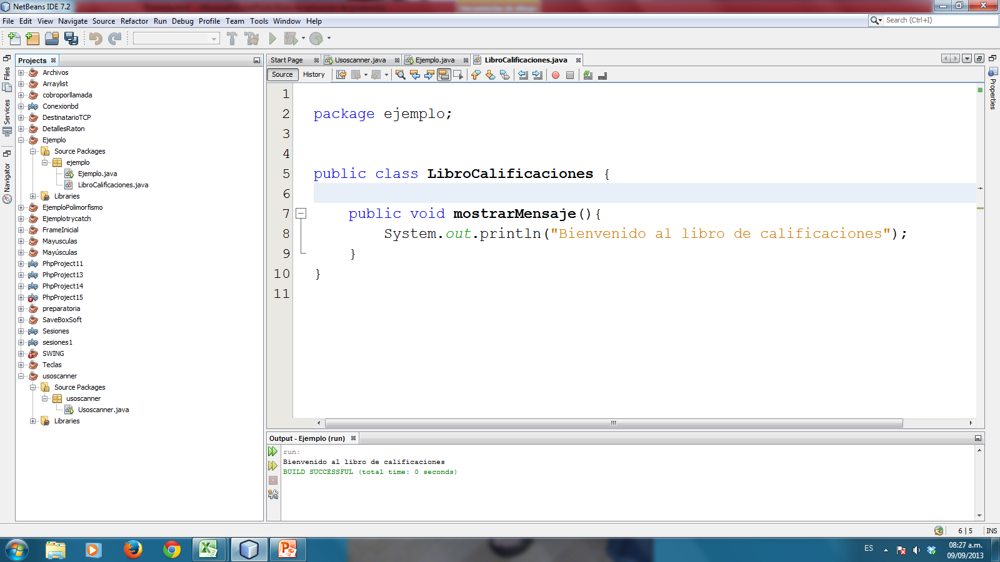 NetBeans IDE 7.2
File Edit View Navigate Source Refactor Run Debug Profile Team Tools Window Help
Search (Ctrl+I)
Files
Services
Navigator
Projects
Archivos
Arraylist
cobroporllamada
Conexionbd
DestinatarioTCP
DetallesRaton
Ejemplo
Source Packages
ejemplo
Ejemplo.java
LibroCalificaciones.java
Libraries
EjemploPolimorfismo
Ejemplotrycatch
FrameInicial
Mayusculas
Mayúsculas
PhpProject11
PhpProject13
PhpProject14
PhpProject15
preparatoria
SaveBoxSoft
Sesiones
sesiones1
SWING
Teclas
usoscanner
Source Packages
usoscanner
Usoscanner.java
Libraries
Start Page Usoscanner.java Ejemplo.java LibroCalificaciones.java
Source History
1
2 package ejemplo;
3
4
5 public class LibroCalificaciones {
6
7 public void mostrarMensaje(){
8 System.out.println("Bienvenido al libro de calificaciones");
9 }
10 }
11
Properties
Output - Ejemplo (run)
run:
Bienvenido al libro de calificaciones
BUILD SUCCESSFUL (total time: 0 seconds)
6 | 5 INS
ES
08:27 a.m.
09/09/2013